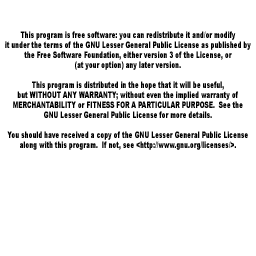 This program is free software: you can redistribute it and/or modify
it under the terms of the GNU Lesser General Public License as published by
the Free Software Foundation, either version 3 of the License, or
(at your option) any later version.
This program is distributed in the hope that it will be useful,
but WITHOUT ANY WARRANTY; without even the implied warranty of
MERCHANTABILITY or FITNESS FOR A PARTICULAR PURPOSE. See the
GNU Lesser General Public License for more details.
You should have received a copy of the GNU Lesser General Public License
along with this program. If not, see <http://www.gnu.org/licenses/>.